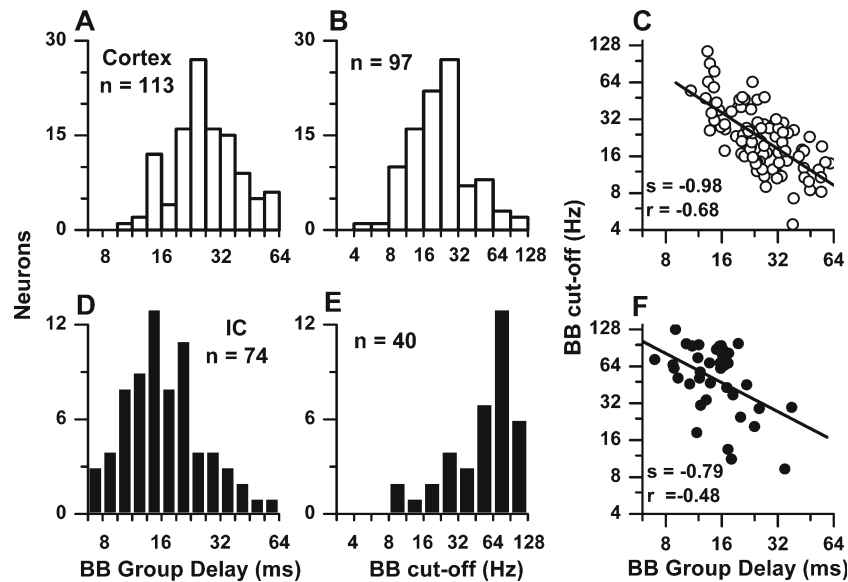 A
B
C
Cortex
n = 113
n = 97
s = -0.98
r = -0.68
30
15
0
30
15
0
128
64
32
16
8
4
8 16 32 64
4 8 16 32 64 128
8 16 32 64
Neurons
BB cut-off (Hz)
D
E
F
IC
n = 74
n = 40
s = -0.79
r =-0.48
12
6
0
12
6
0
128
64
32
16
8
4
8 16 32 64
4 8 16 32 64 128
8 16 32 64
BB Group Delay (ms)
BB cut-off (Hz)
BB Group Delay (ms)